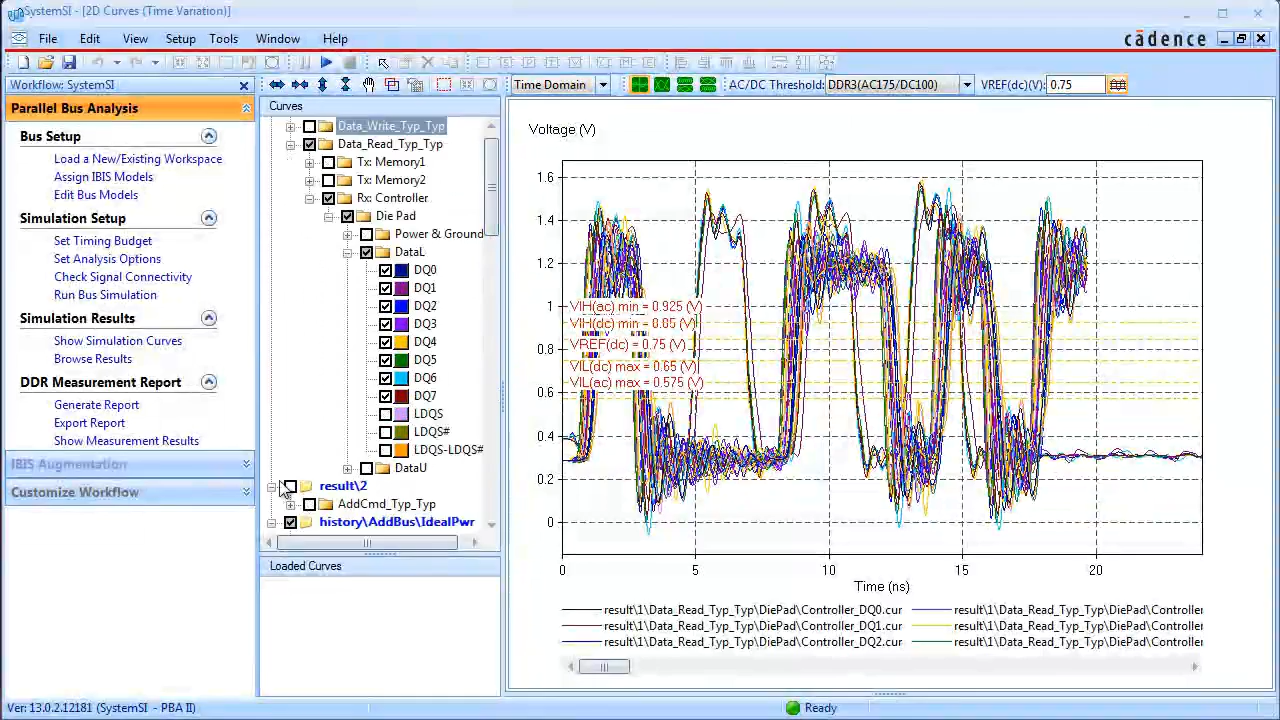 SystemSI - [2D Curves (Time Variation)]
File Edit View Setup Tools Window Help
cādence
Workflow: SystemSI
Curves
Time Domain
AC/DC Threshold: DDR3(AC175/DC100)
VREF(dc)(V): 0.75
Parallel Bus Analysis
Bus Setup
Load a New/Existing Workspace
Assign IBIS Models
Edit Bus Models
Simulation Setup
Set Timing Budget
Set Analysis Options
Check Signal Connectivity
Run Bus Simulation
Simulation Results
Show Simulation Curves
Browse Results
DDR Measurement Report
Generate Report
Export Report
Show Measurement Results
IBIS Augmentation
Customize Workflow
Data_Write_Typ_Typ
Data_Read_Typ_Typ
Tx: Memory1
Tx: Memory2
Rx: Controller
Die Pad
Power & Ground
DataL
DQ0
DQ1
DQ2
DQ3
DQ4
DQ5
DQ6
DQ7
LDQS
LDQS#
LDQS-LDQS#
DataU
result\2
AddCmd_Typ_Typ
history\AddBus\IdealPwr
Loaded Curves
Voltage (V)
1.6
1.4
1.2
1
0.8
0.6
0.4
0.2
0
VIH(ac) min = 0.925 (V)
VIH(dc) min = 0.85 (V)
VREF(dc) = 0.75 (V)
VIL(dc) max = 0.65 (V)
VIL(ac) max = 0.575 (V)
0 5 10 15 20
Time (ns)
result\1\Data_Read_Typ_Typ\DiePad\Controller_DQ0.cur
result\1\Data_Read_Typ_Typ\DiePad\Controller
result\1\Data_Read_Typ_Typ\DiePad\Controller_DQ1.cur
result\1\Data_Read_Typ_Typ\DiePad\Controller
result\1\Data_Read_Typ_Typ\DiePad\Controller_DQ2.cur
result\1\Data_Read_Typ_Typ\DiePad\Controller
Ver: 13.0.2.12181 (SystemSI - PBA II)
Ready